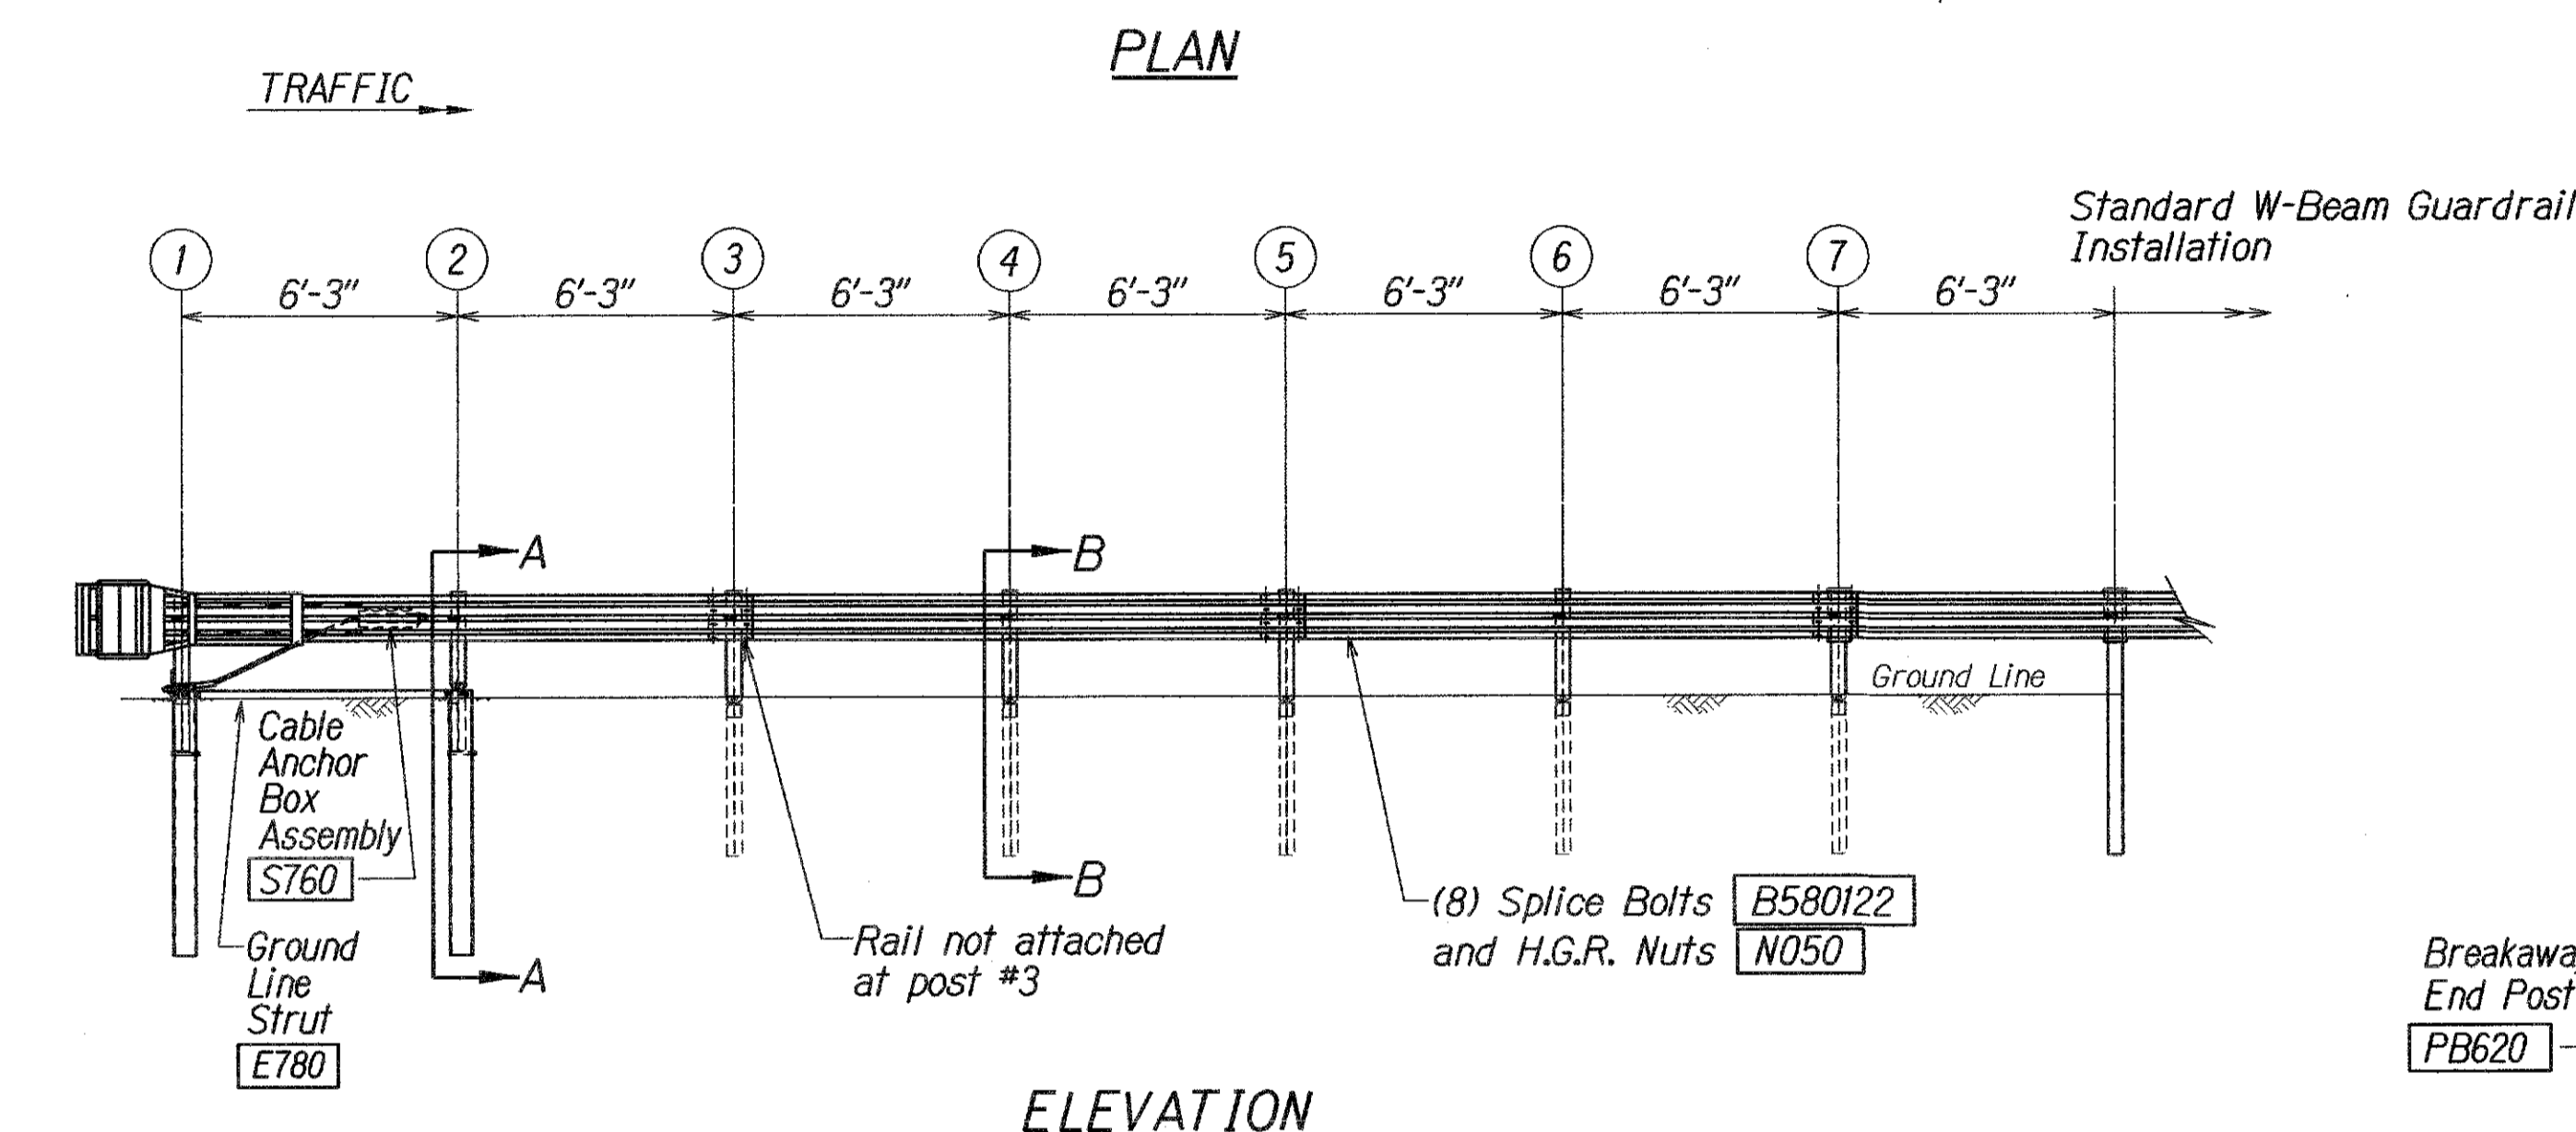 PLAN
TRAFFIC
Standard W-Beam Guardrail
Installation
1 2 3 4 5 6 7
6'-3" 6'-3" 6'-3" 6'-3" 6'-3" 6'-3" 6'-3"
A B
Ground Line
Cable
Anchor
Box
Assembly
S760
Ground
Line
Strut
E780
A
B
Rail not attached
at post #3
(8) Splice Bolts B580122
and H.G.R. Nuts N050
End Post
PB620
ELEVATION